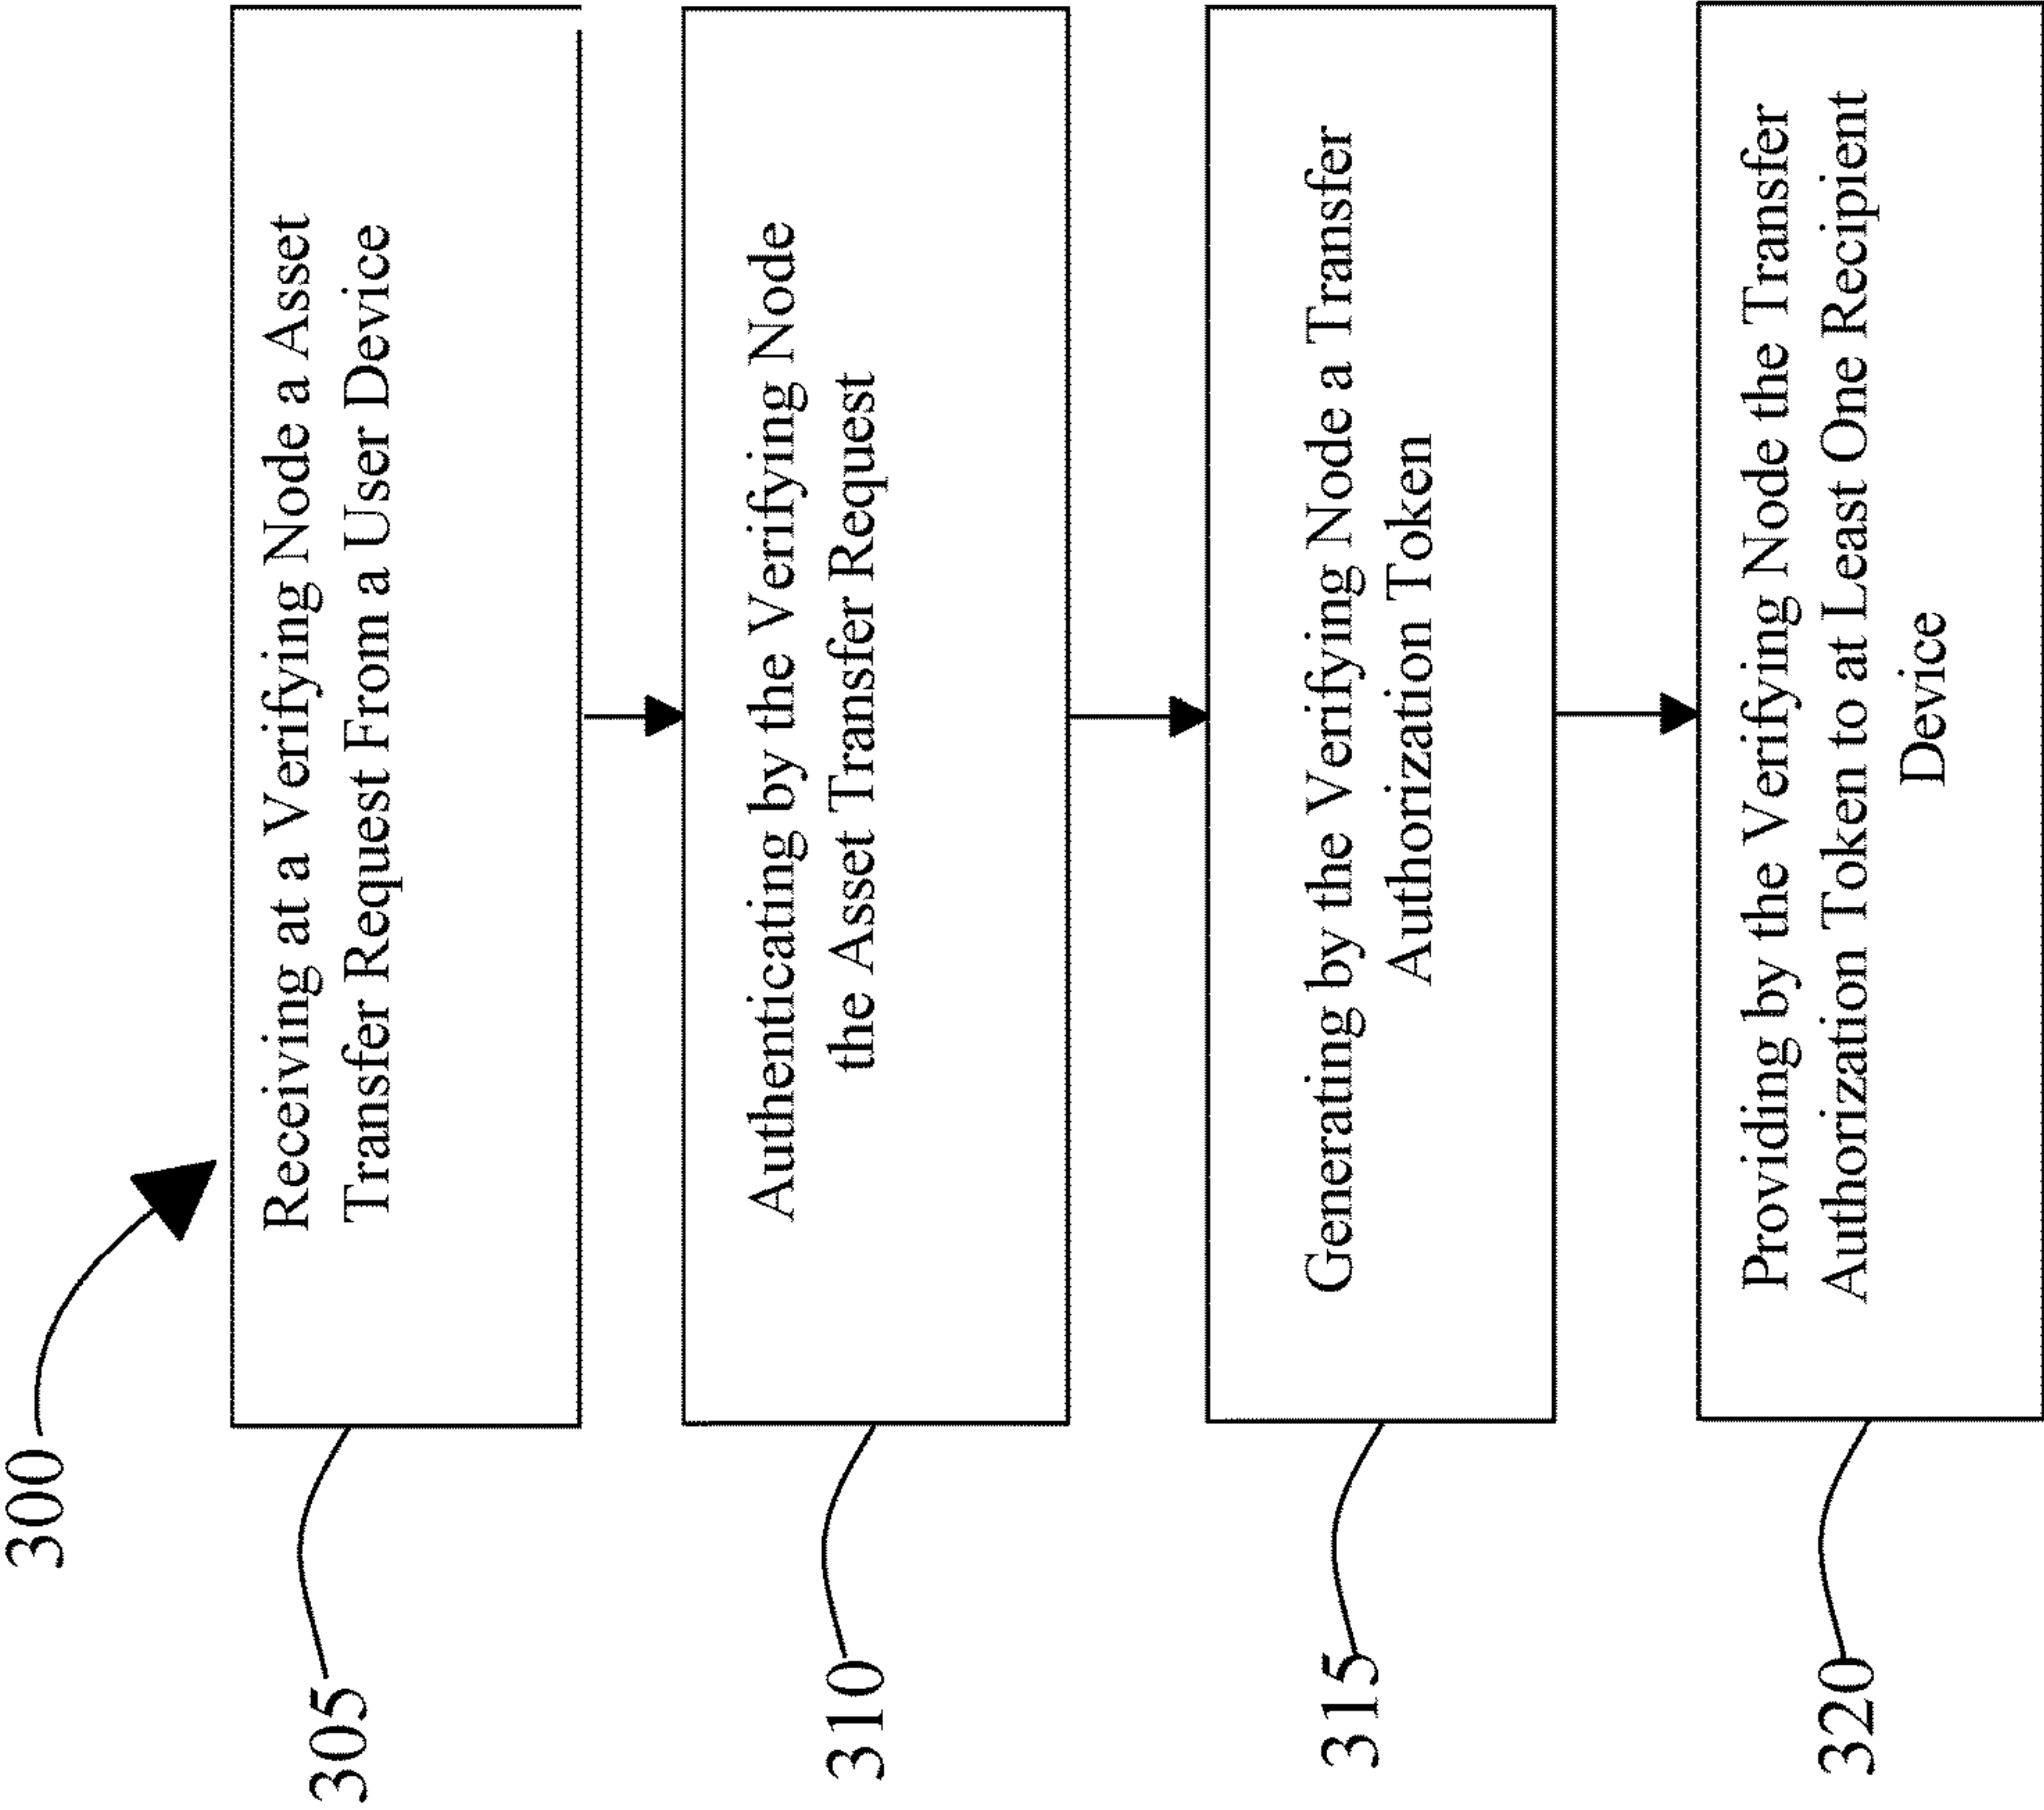 300
305
Receiving at a Verifying Node a Asset
Transfer Request From a User Device
310
Authenticating by the Verifying Node
the Asset Transfer Request
315
Generating by the Verifying Node a Transfer
Authorization Token
320
Providing by the Verifying Node the Transfer
Authorization Token to at Least One Recipient
Device